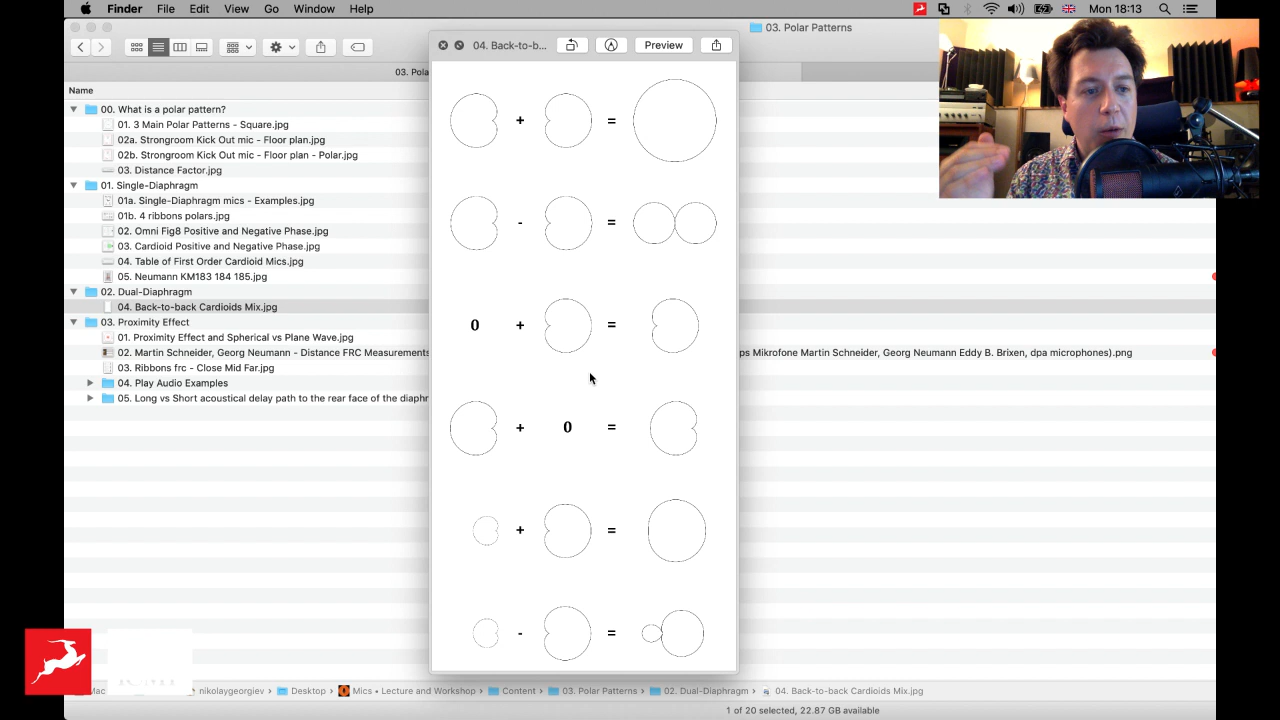 Finder File Edit View Go Window Help
Mon 18:13
03. Polar Patterns
04. Back-to-b...
Preview
03. Pola
Name
00. What is a polar pattern?
01. 3 Main Polar Patterns - Square.jpg
02a. Strongroom Kick Out mic - Floor plan.jpg
02b. Strongroom Kick Out mic - Floor plan - Polar.jpg
03. Distance Factor.jpg
01. Single-Diaphragm
01a. Single-Diaphragm mics - Examples.jpg
01b. 4 ribbons polars.jpg
02. Omni Fig8 Positive and Negative Phase.jpg
03. Cardioid Positive and Negative Phase.jpg
04. Table of First Order Cardioid Mics.jpg
05. Neumann KM183 184 185.jpg
02. Dual-Diaphragm
04. Back-to-back Cardioids Mix.jpg
03. Proximity Effect
01. Proximity Effect and Spherical vs Plane Wave.jpg
02. Martin Schneider, Georg Neumann - Distance FRC Measurements
ps Mikrofone Martin Schneider, Georg Neumann Eddy B. Brixen, dpa microphones).png
03. Ribbons frc - Close Mid Far.jpg
04. Play Audio Examples
05. Long vs Short acoustical delay path to the rear face of the diaphr
+ =
- =
0 + =
+ 0 =
+ =
- =
Mac nikolaygeorgiev Desktop Mics • Lecture and Workshop Content 03. Polar Patterns 02. Dual-Diaphragm 04. Back-to-back Cardioids Mix.jpg
1 of 20 selected, 22.87 GB available